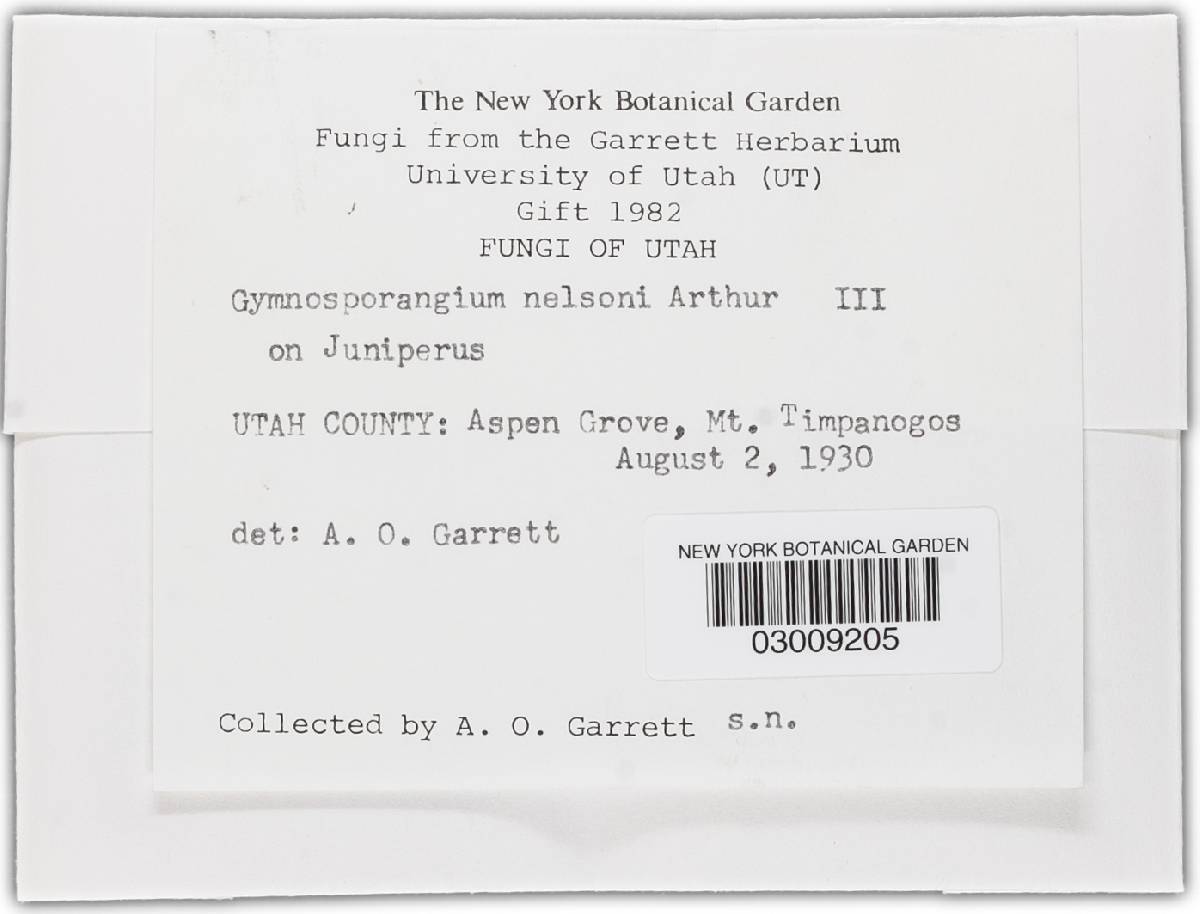 The New York Botanical Garden
Fungi from the Garrett Herbarium
University of Utah (UT)
Gift 1982
FUNGI OF UTAH
Gymnosporangium nelsoni Arthur III
on Juniperus
UTAH COUNTY: Aspen Grove, Mt. Timpanogos
August 2, 1930
det: A. O. Garrett
NEW YORK BOTANICAL GARDEN
03009205
Collected by A. O. Garrett s.n.